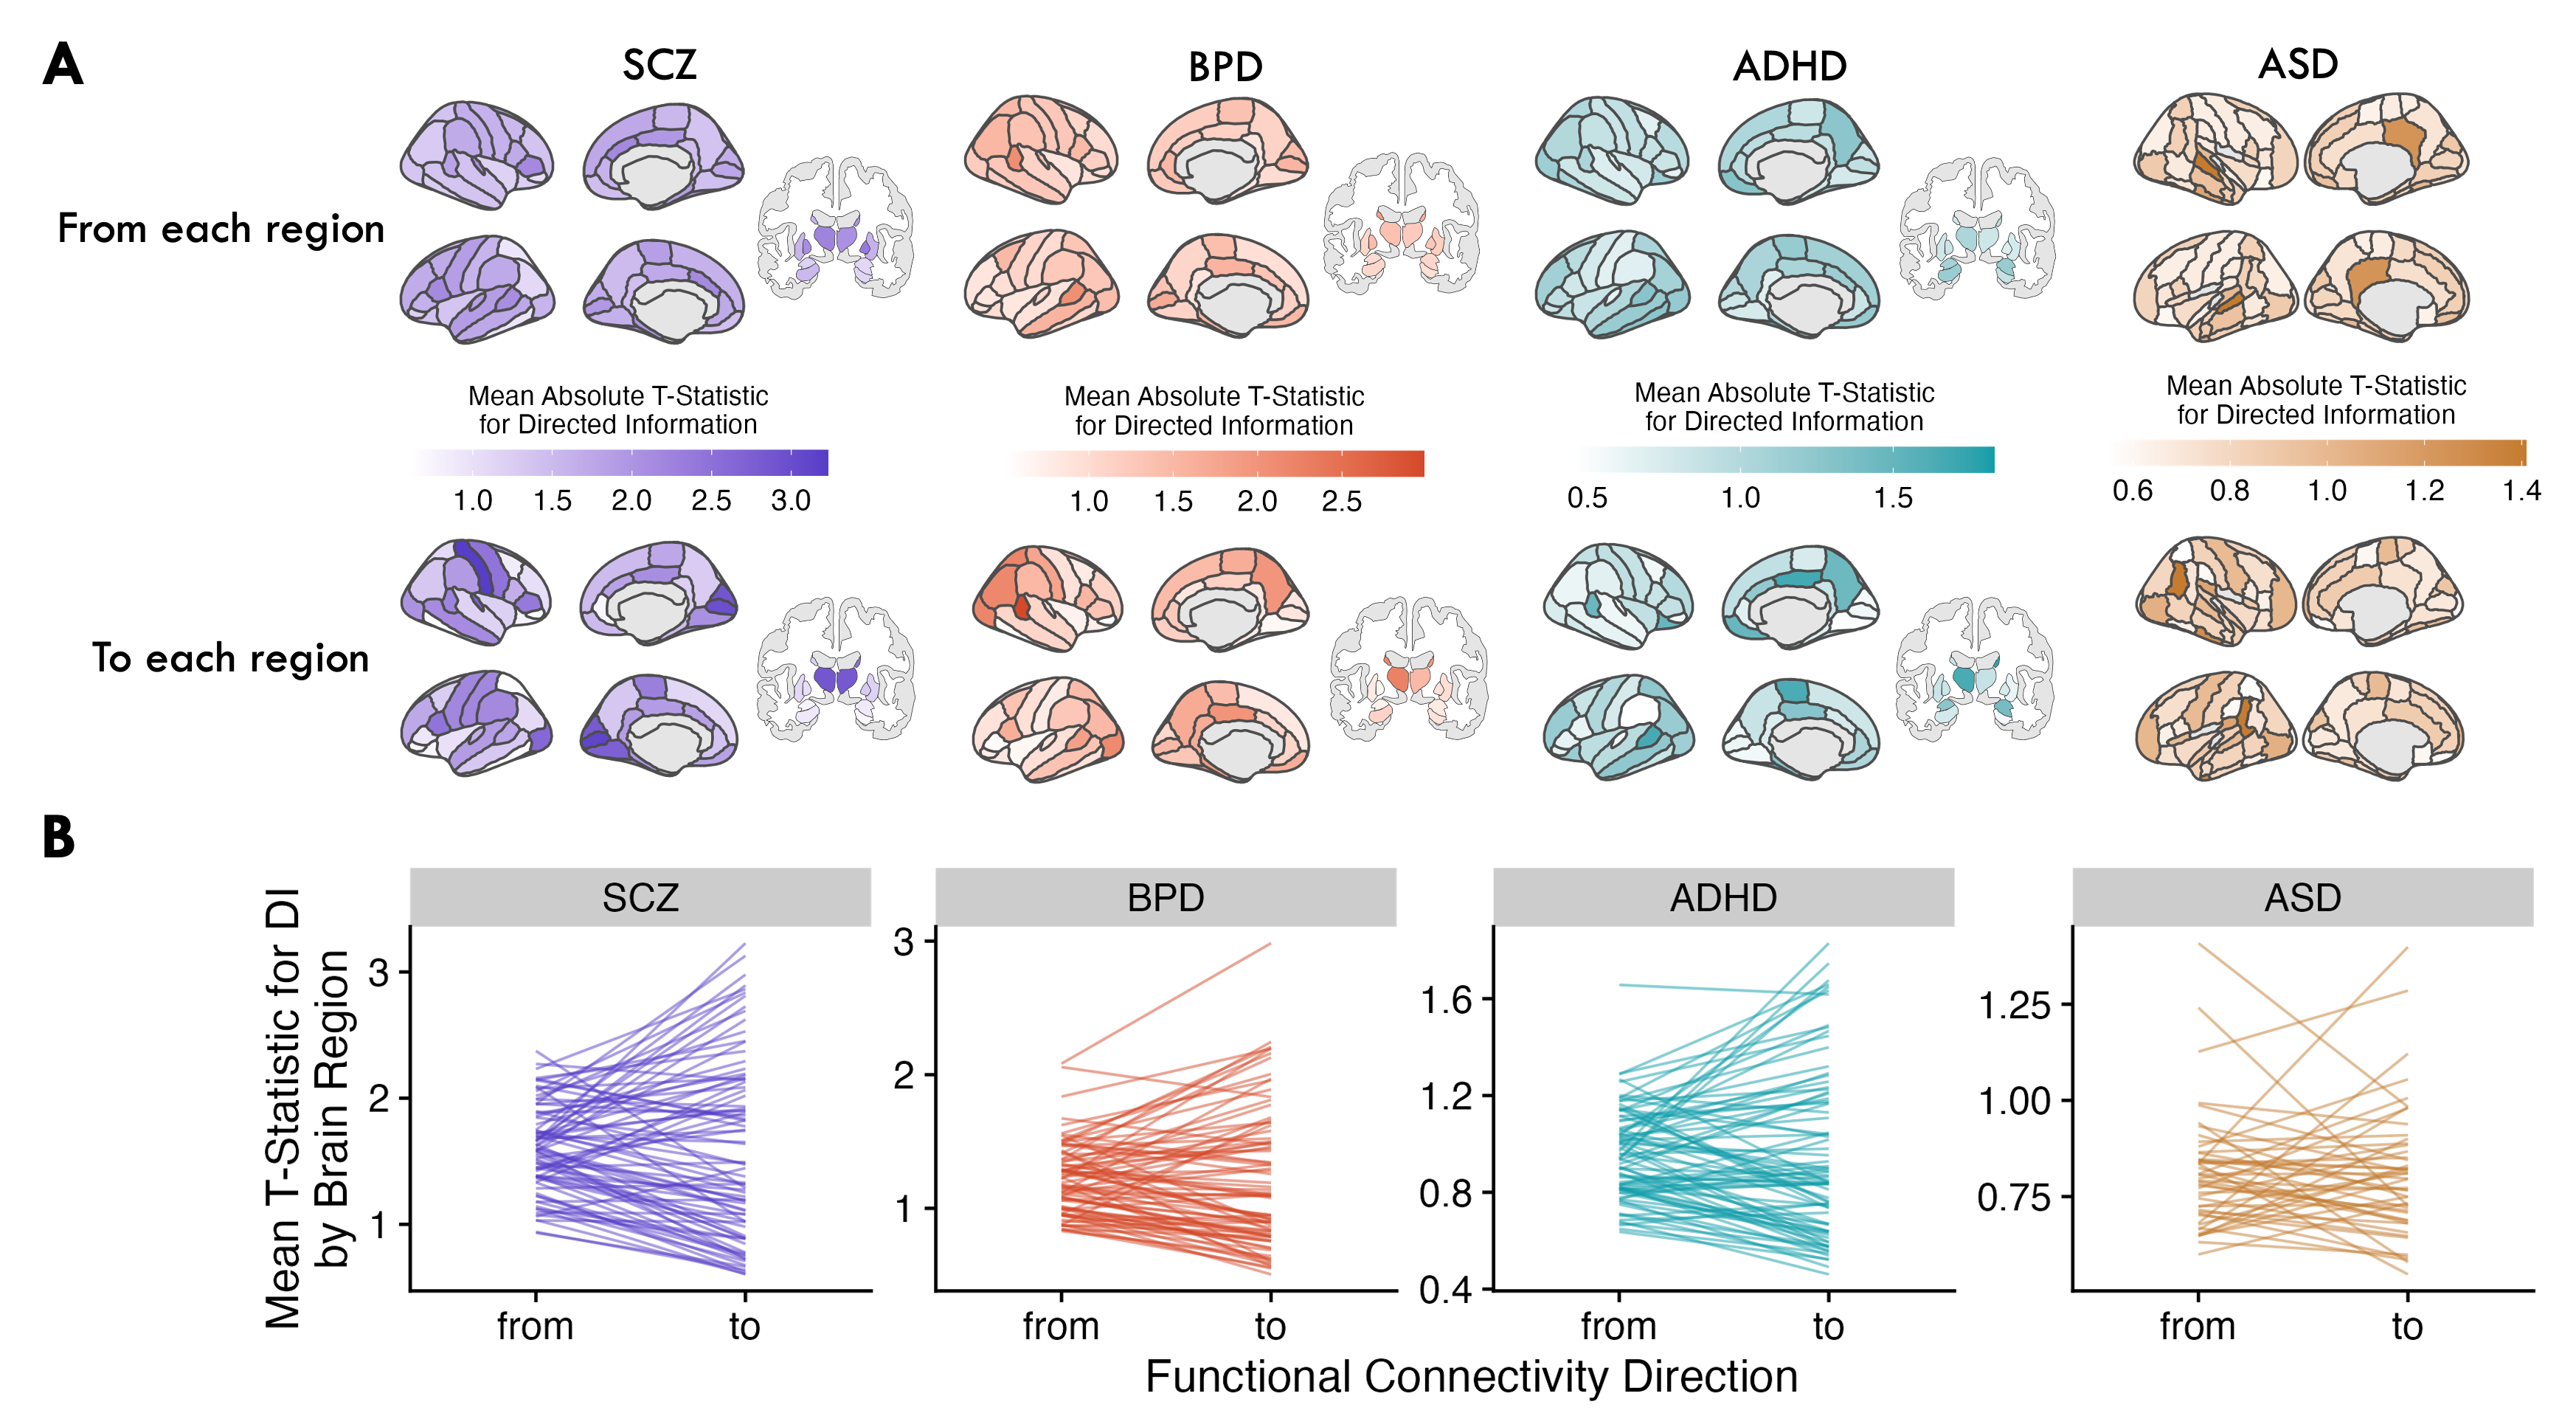 A
SCZ
BPD
ADHD
ASD
From each region
Mean Absolute T-Statistic
for Directed Information
1.0 1.5 2.0 2.5 3.0
Mean Absolute T-Statistic
for Directed Information
1.0 1.5 2.0 2.5
Mean Absolute T-Statistic
for Directed Information
0.5 1.0 1.5
Mean Absolute T-Statistic
for Directed Information
0.6 0.8 1.0 1.2 1.4
To each region
B
Mean T-Statistic for DI
by Brain Region
SCZ
3
2
1
from to
BPD
3
2
1
from to
ADHD
1.6
1.2
0.8
0.4
from to
ASD
1.25
1.00
0.75
from to
Functional Connectivity Direction